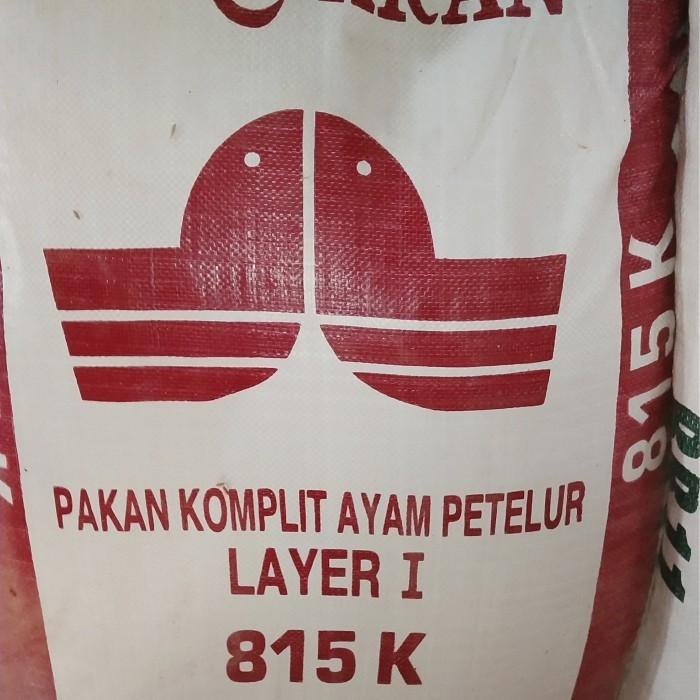 PAKAN KOMPLIT AYAM PETELUR
LAYER I
815 K
815 K